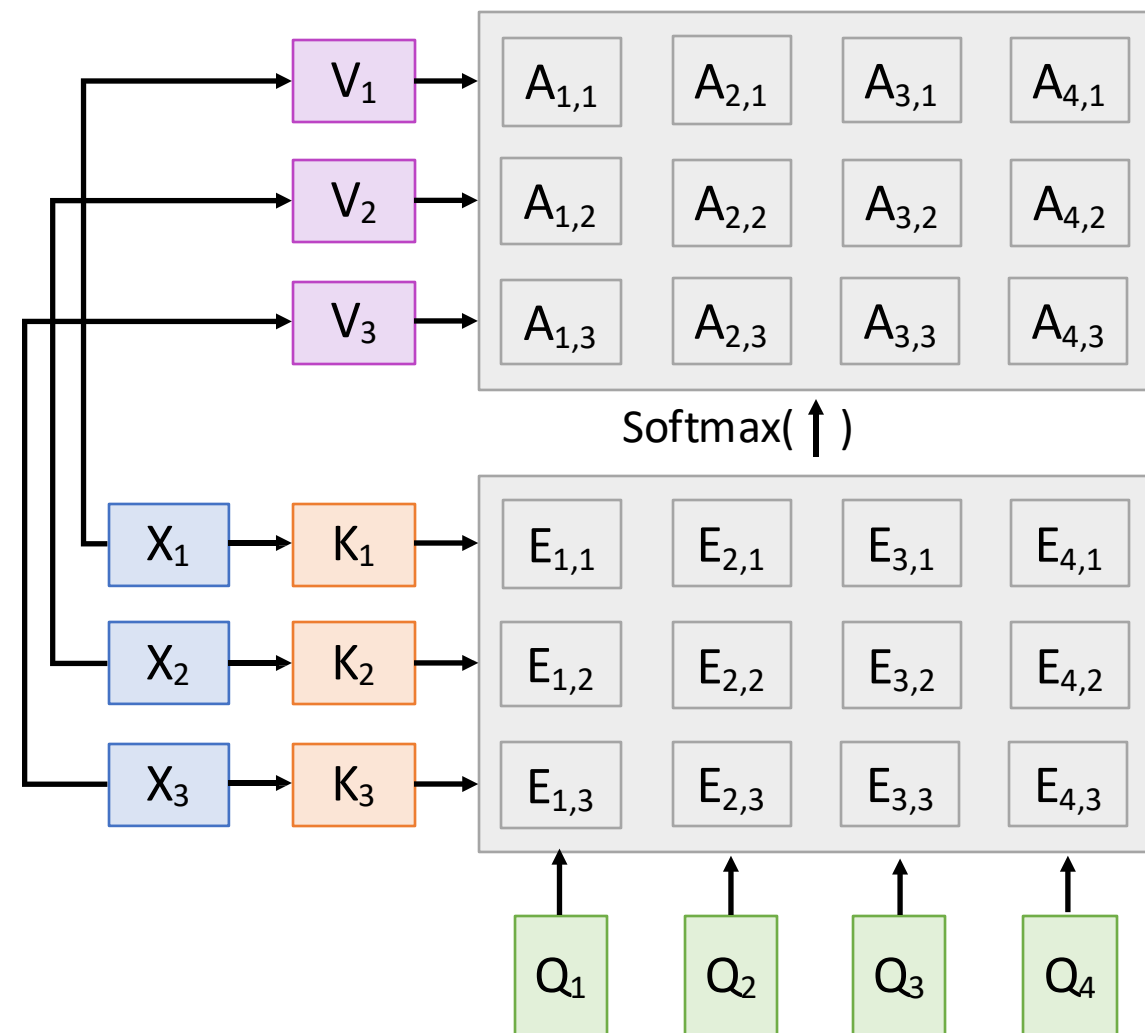 V₁ A₁,₁ A₂,₁ A₃,₁ A₄,₁
V₂ A₁,₂ A₂,₂ A₃,₂ A₄,₂
V₃ A₁,₃ A₂,₃ A₃,₃ A₄,₃
Softmax( ↑ )
X₁ K₁ E₁,₁ E₂,₁ E₃,₁ E₄,₁
X₂ K₂ E₁,₂ E₂,₂ E₃,₂ E₄,₂
X₃ K₃ E₁,₃ E₂,₃ E₃,₃ E₄,₃
Q₁ Q₂ Q₃ Q₄